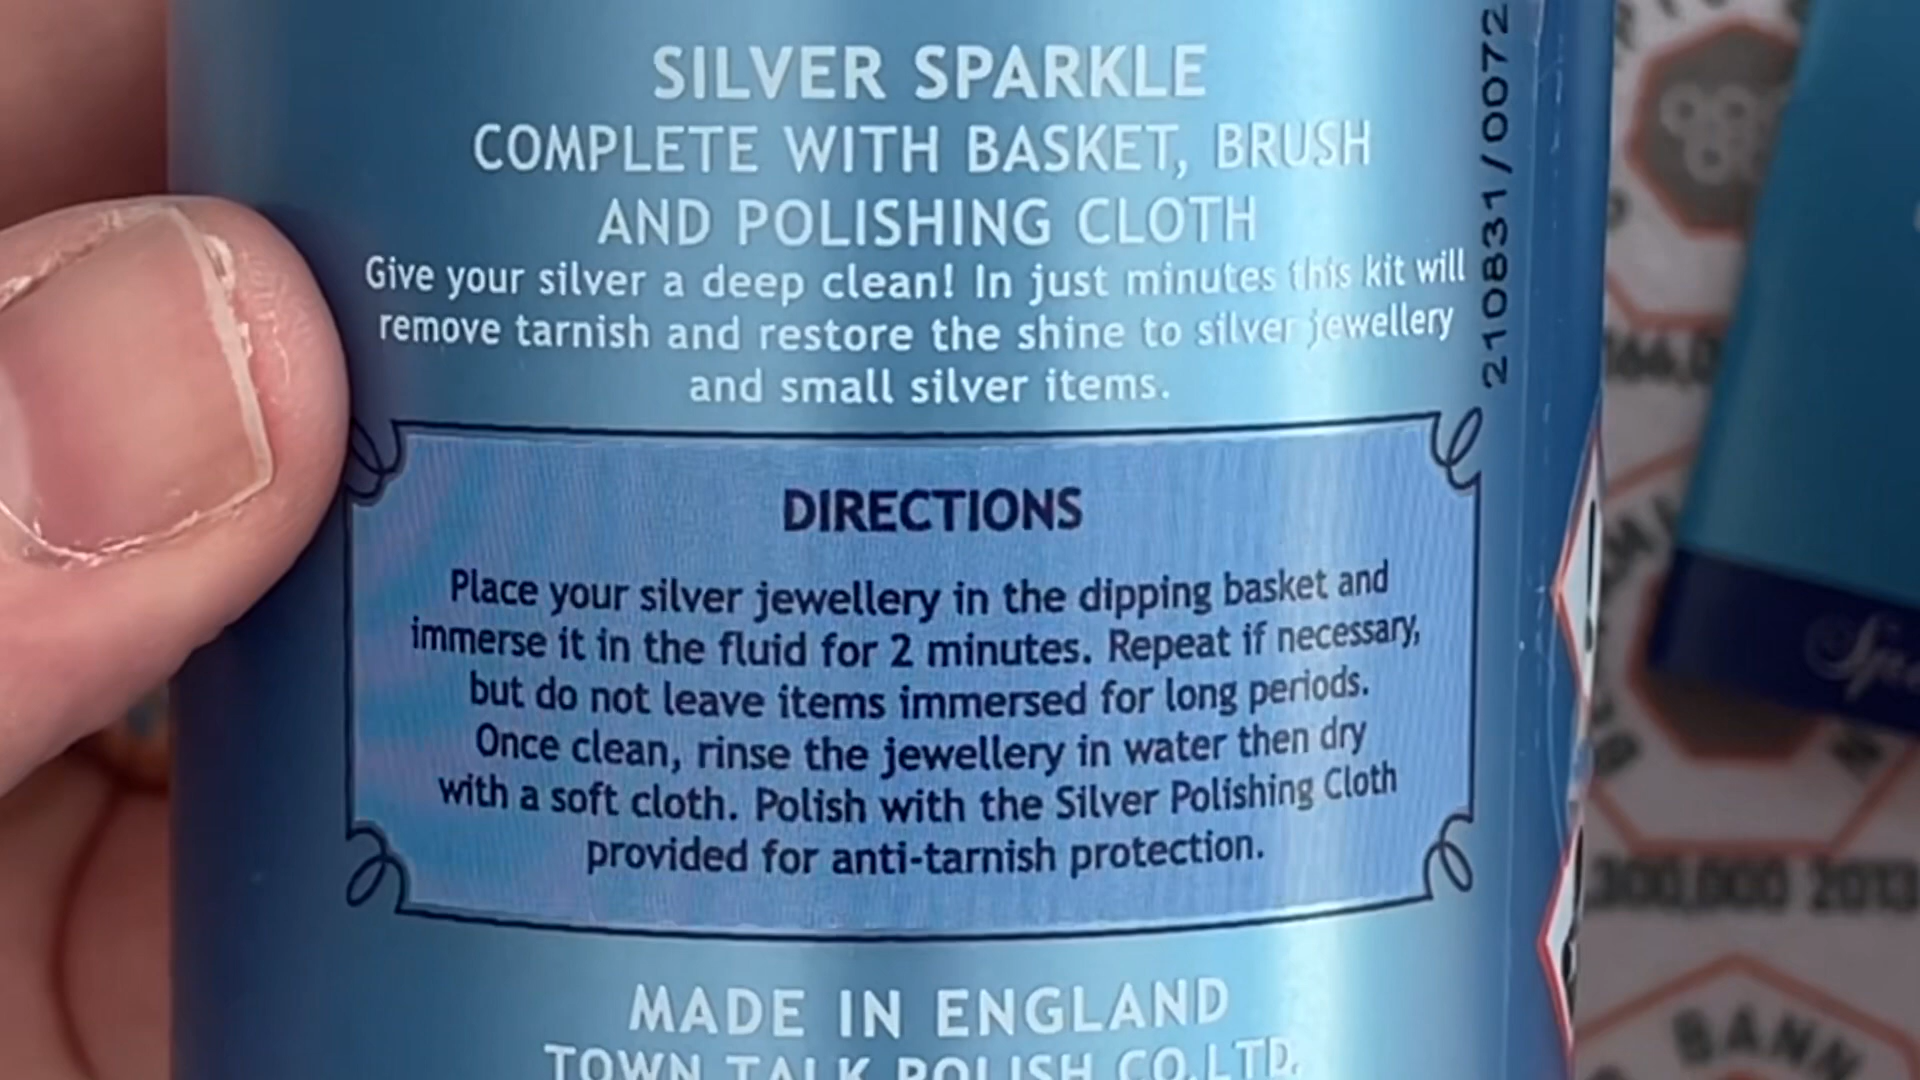 SILVER SPARKLE
COMPLETE WITH BASKET, BRUSH
AND POLISHING CLOTH
Give your silver a deep clean! In just minutes this kit will
remove tarnish and restore the shine to silver jewellery
and small silver items.
DIRECTIONS
Place your silver jewellery in the dipping basket and
immerse it in the fluid for 2 minutes. Repeat if necessary,
but do not leave items immersed for long periods.
Once clean, rinse the jewellery in water then dry
with a soft cloth. Polish with the Silver Polishing Cloth
provided for anti-tarnish protection.
MADE IN ENGLAND
TOWN TALK POLISH CO.LTD.
210831/0072
300,000 2013
BANN